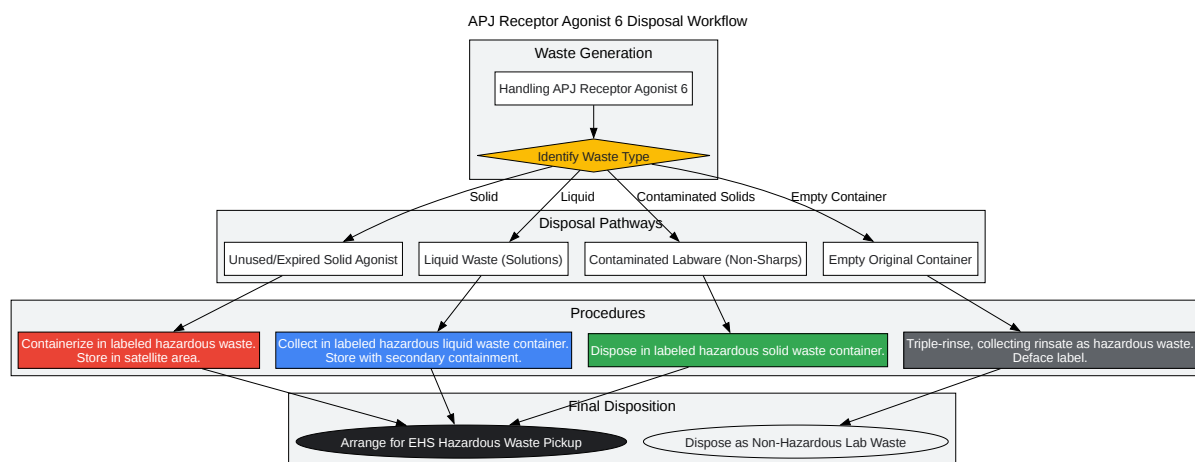 APJ Receptor Agonist 6 Disposal Workflow
Waste Generation
Handling APJ Receptor Agonist 6
Identify Waste Type
Solid
Liquid
Contaminated Solids
Empty Container
Disposal Pathways
Unused/Expired Solid Agonist
Liquid Waste (Solutions)
Contaminated Labware (Non-Sharps)
Empty Original Container
Procedures
Containerize in labeled hazardous waste.
Store in satellite area.
Collect in labeled hazardous liquid waste container.
Store with secondary containment.
Dispose in labeled hazardous solid waste container.
Triple-rinse, collecting rinsate as hazardous waste.
Deface label.
Final Disposition
Arrange for EHS Hazardous Waste Pickup
Dispose as Non-Hazardous Lab Waste